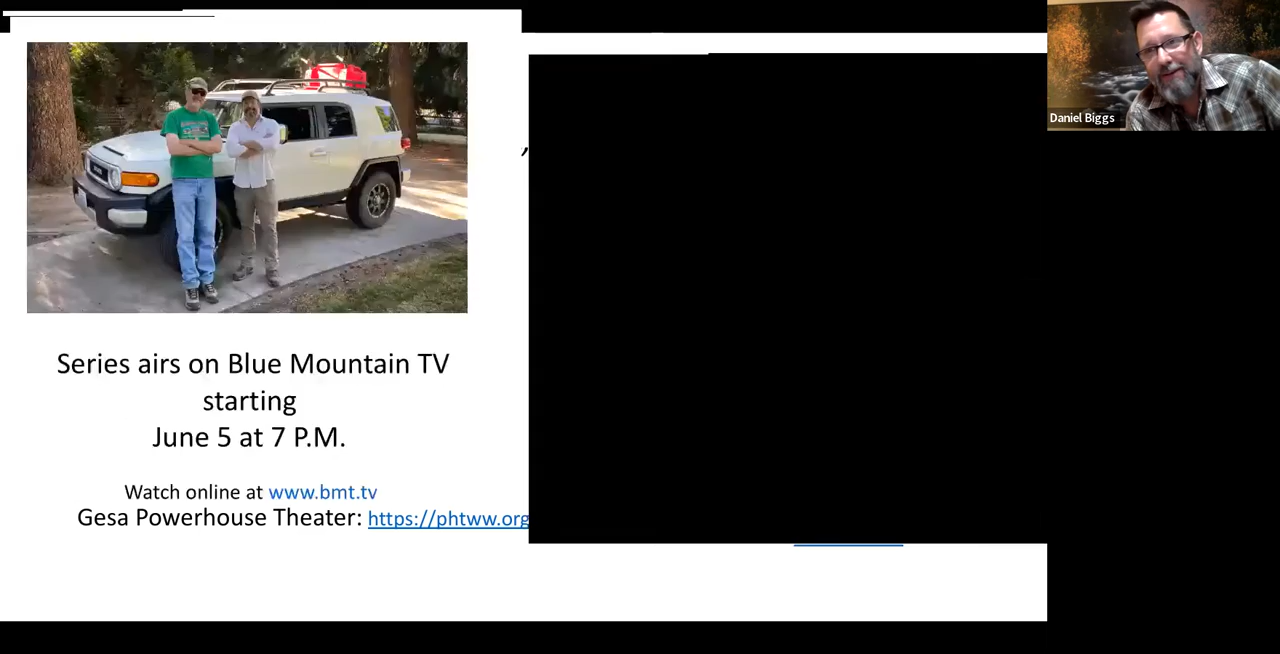 ,
Series airs on Blue Mountain TV
starting
June 5 at 7 P.M.
Watch online at www.bmt.tv
Gesa Powerhouse Theater: https://phtww.org
Daniel Biggs